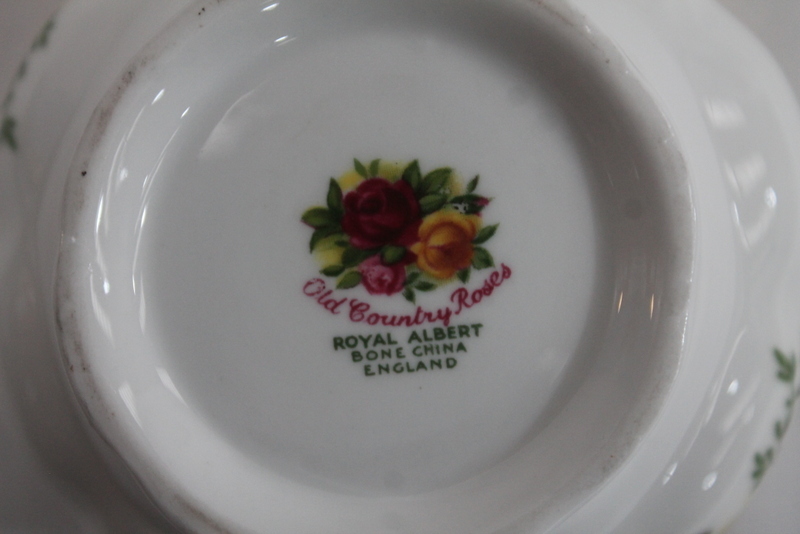 Old Country Roses
ROYAL ALBERT
BONE CHINA
ENGLAND